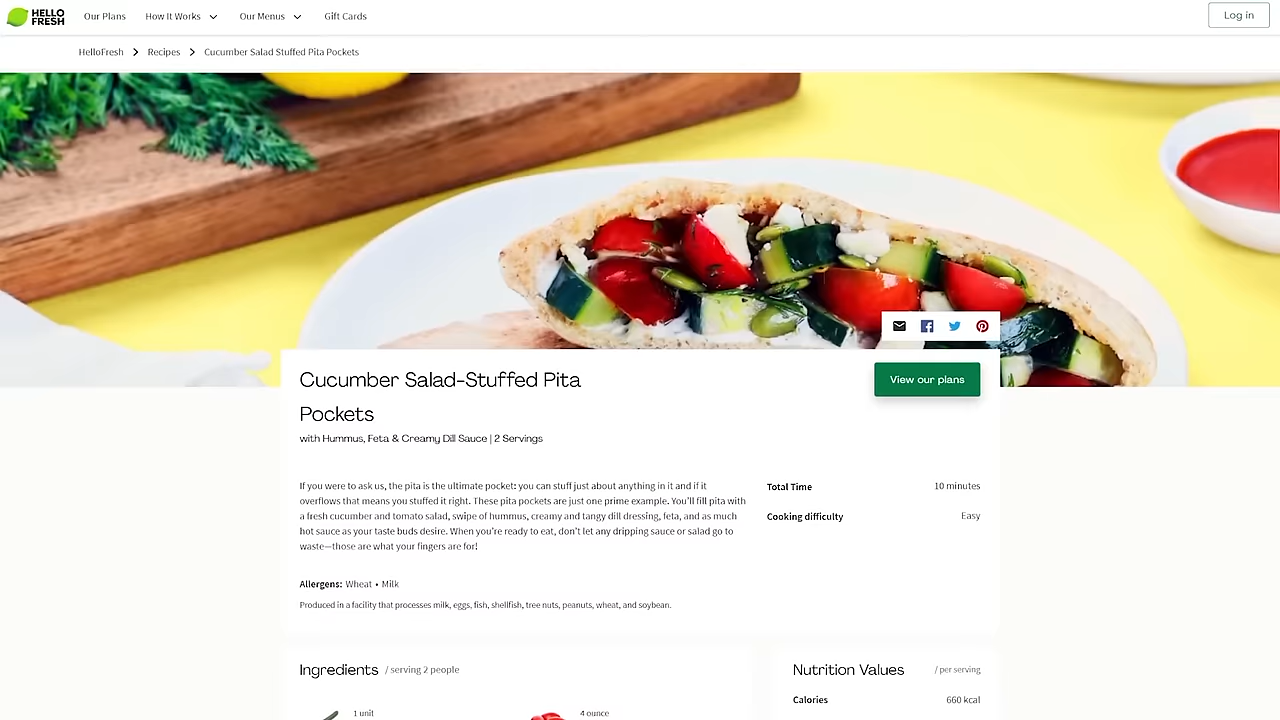 HELLO
FRESH
Our Plans
How It Works
Our Menus
Gift Cards
Log in
HelloFresh
Recipes
Cucumber Salad Stuffed Pita Pockets
Cucumber Salad-Stuffed Pita
Pockets
View our plans
with Hummus, Feta & Creamy Dill Sauce | 2 Servings
If you were to ask us, the pita is the ultimate pocket: you can stuff just about anything in it and if it
overflows that means you stuffed it right. These pita pockets are just one prime example. You'll fill pita with
a fresh cucumber and tomato salad, swipe of hummus, creamy and tangy dill dressing, feta, and as much
hot sauce as your taste buds desire. When you're ready to eat, don't let any dripping sauce or salad go to
waste—those are what your fingers are for!
Total Time 10 minutes
Cooking difficulty Easy
Allergens: Wheat • Milk
Produced in a facility that processes milk, eggs, fish, shellfish, tree nuts, peanuts, wheat, and soybean.
Ingredients / serving 2 people
1 unit
4 ounce
Nutrition Values / per serving
Calories 660 kcal